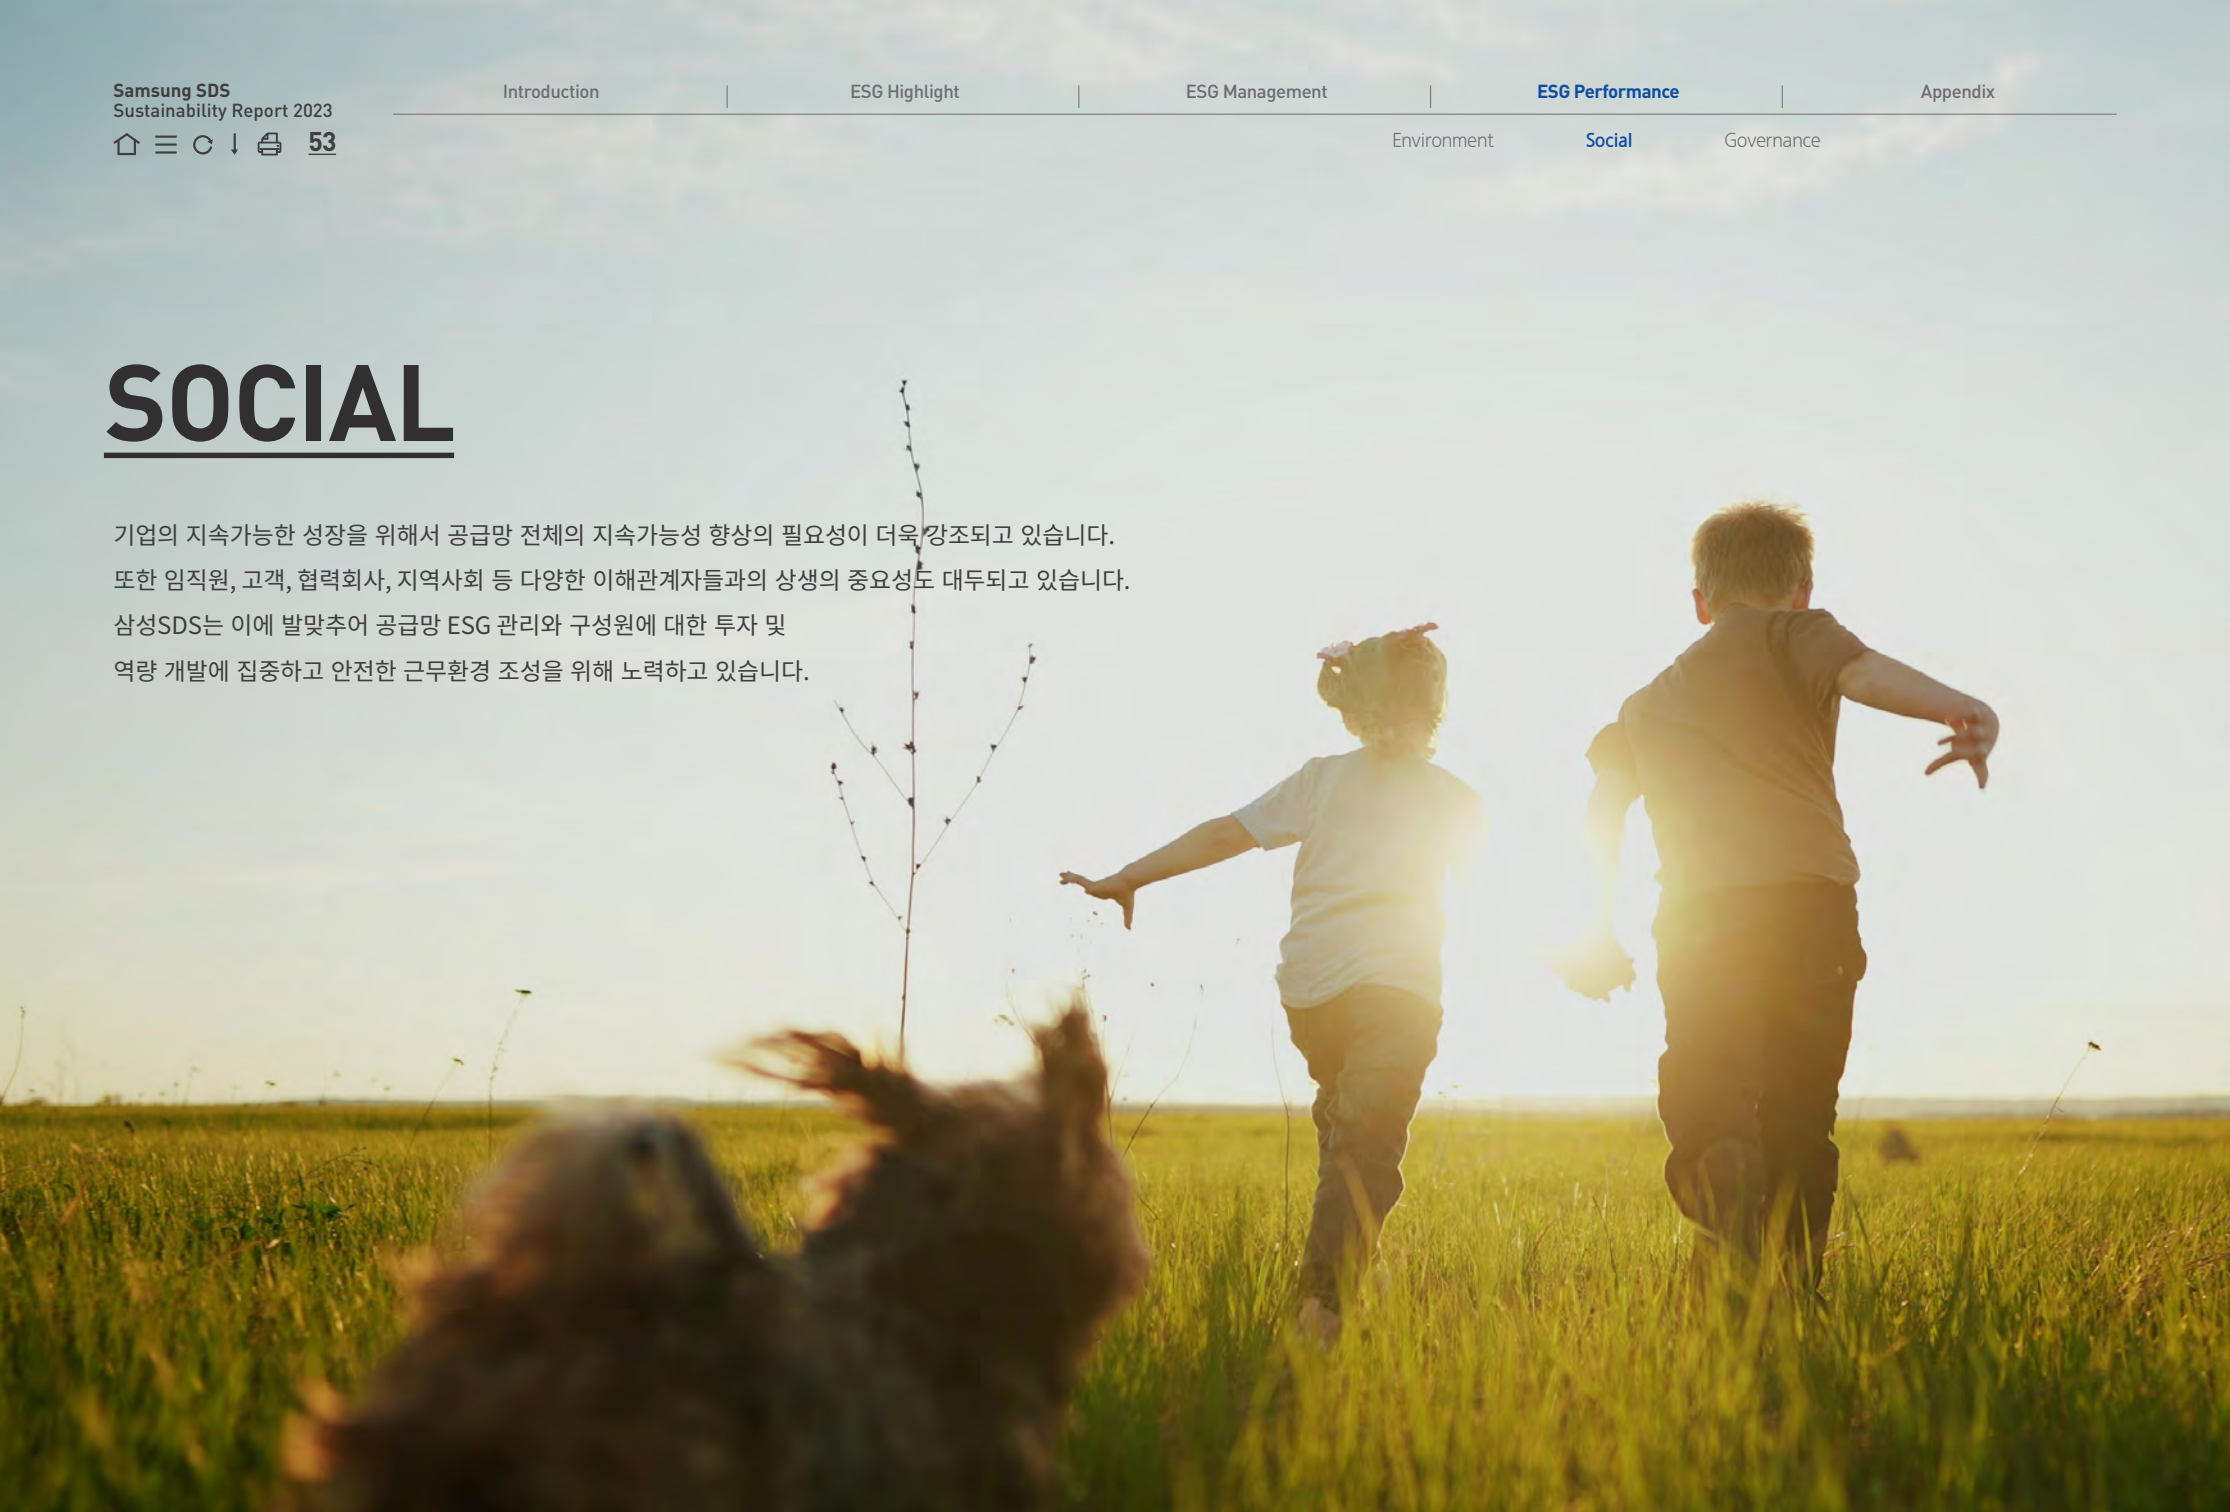 Samsung SDS
Sustainability Report 2023
53
Introduction
ESG Highlight
ESG Management
ESG Performance
Appendix
Environment
Social
Governance
SOCIAL
기업의 지속가능한 성장을 위해서 공급망 전체의 지속가능성 향상의 필요성이 더욱 강조되고 있습니다.
또한 임직원, 고객, 협력회사, 지역사회 등 다양한 이해관계자들과의 상생의 중요성도 대두되고 있습니다.
삼성SDS는 이에 발맞추어 공급망 ESG 관리와 구성원에 대한 투자 및
역량 개발에 집중하고 안전한 근무환경 조성을 위해 노력하고 있습니다.